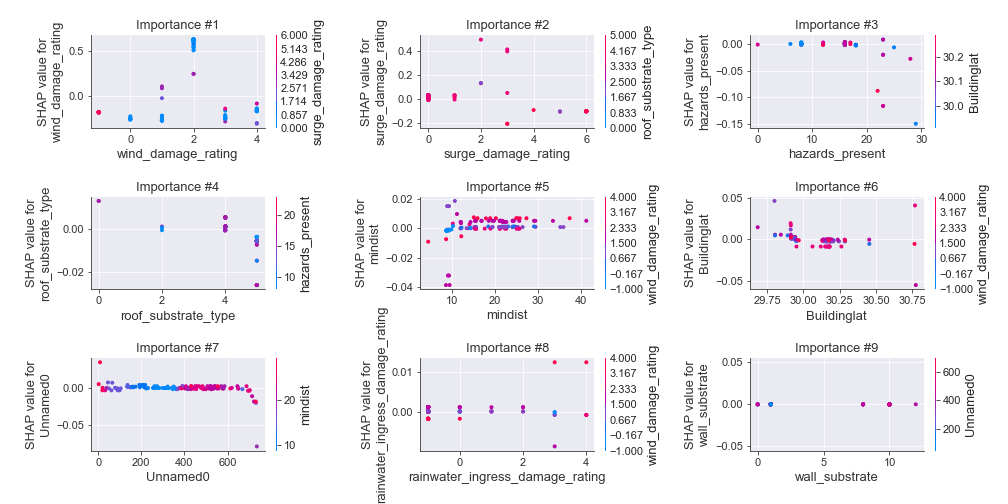 Importance #1
SHAP value for
wind_damage_rating
0.5
0.0
0
2
4
wind_damage_rating
6.000
5.143
4.286
3.429
2.571
1.714
0.857
0.000
surge_damage_rating
Importance #2
SHAP value for
surge_damage_rating
0.4
0.2
0.0
−0.2
0
2
4
6
surge_damage_rating
5.000
4.167
3.333
2.500
1.667
0.833
0.000
roof_substrate_type
Importance #3
SHAP value for
hazards_present
0.00
−0.05
−0.10
−0.15
0
10
20
30
hazards_present
30.2
30.1
30.0
Buildinglat
Importance #4
SHAP value for
roof_substrate_type
0.00
−0.02
0
2
4
roof_substrate_type
20
15
10
hazards_present
Importance #5
SHAP value for
mindist
0.02
0.00
−0.02
−0.04
10
20
30
40
mindist
4.000
3.167
2.333
1.500
0.667
−0.167
−1.000
wind_damage_rating
Importance #6
SHAP value for
Buildinglat
0.05
0.00
−0.05
29.75
30.00
30.25
30.50
30.75
Buildinglat
4.000
3.167
2.333
1.500
0.667
−0.167
−1.000
wind_damage_rating
Importance #7
SHAP value for
Unnamed0
0.00
−0.05
0
200
400
600
Unnamed0
20
10
mindist
Importance #8
SHAP value for
rainwater_ingress_damage_rating
0.01
0.00
0
2
4
rainwater_ingress_damage_rating
4.000
3.167
2.333
1.500
0.667
−0.167
−1.000
wind_damage_rating
Importance #9
SHAP value for
wall_substrate
0.05
0.00
−0.05
0
5
10
wall_substrate
600
400
200
Unnamed0